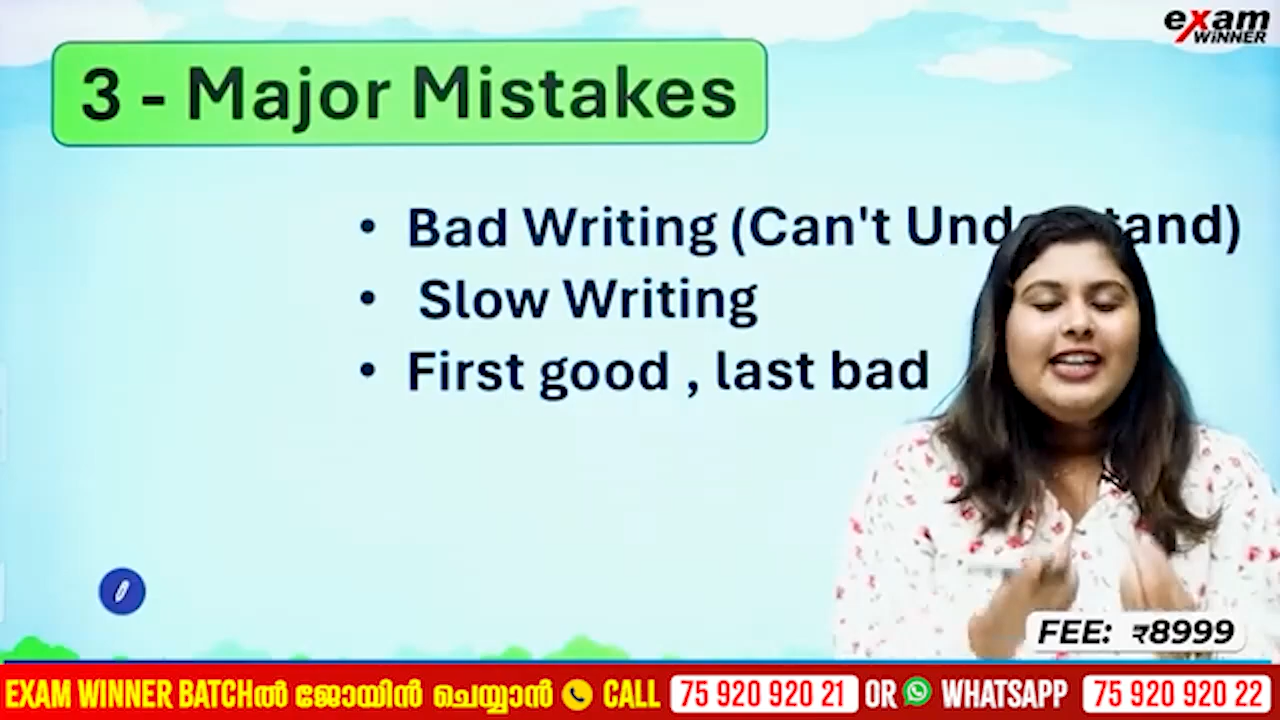 exam
WINNER
3 - Major Mistakes
• Bad Writing (Can't Understand)
• Slow Writing
• First good , last bad
FEE: ₹8999
EXAM WINNER BATCHൽ ജോയിൻ ചെയ്യാൻ CALL 75 920 920 21 OR WHATSAPP 75 920 920 22